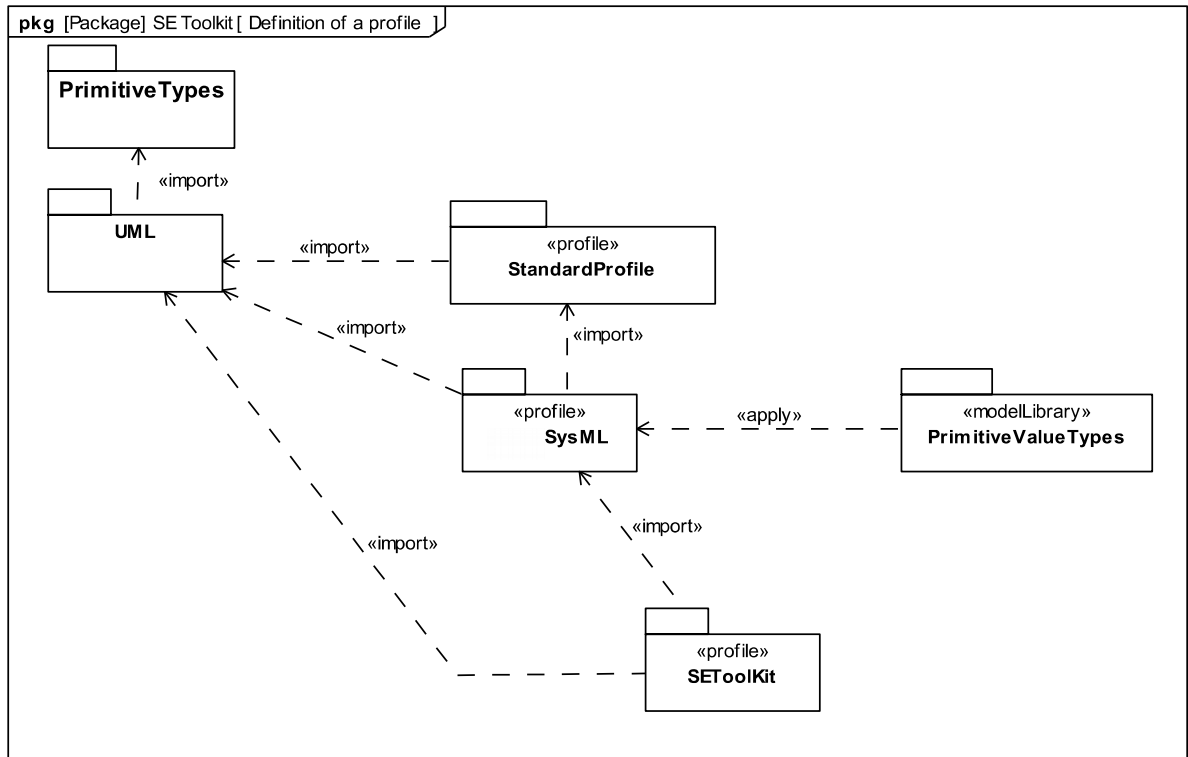 pkg [Package] SE Toolkit [ Definition of a profile ]
PrimitiveTypes
«import»
UML
«import»
«profile»
StandardProfile
«import»
«import»
«profile»
SysML
«apply»
«modelLibrary»
PrimitiveValueTypes
«import»
«import»
«profile»
SEToolKit